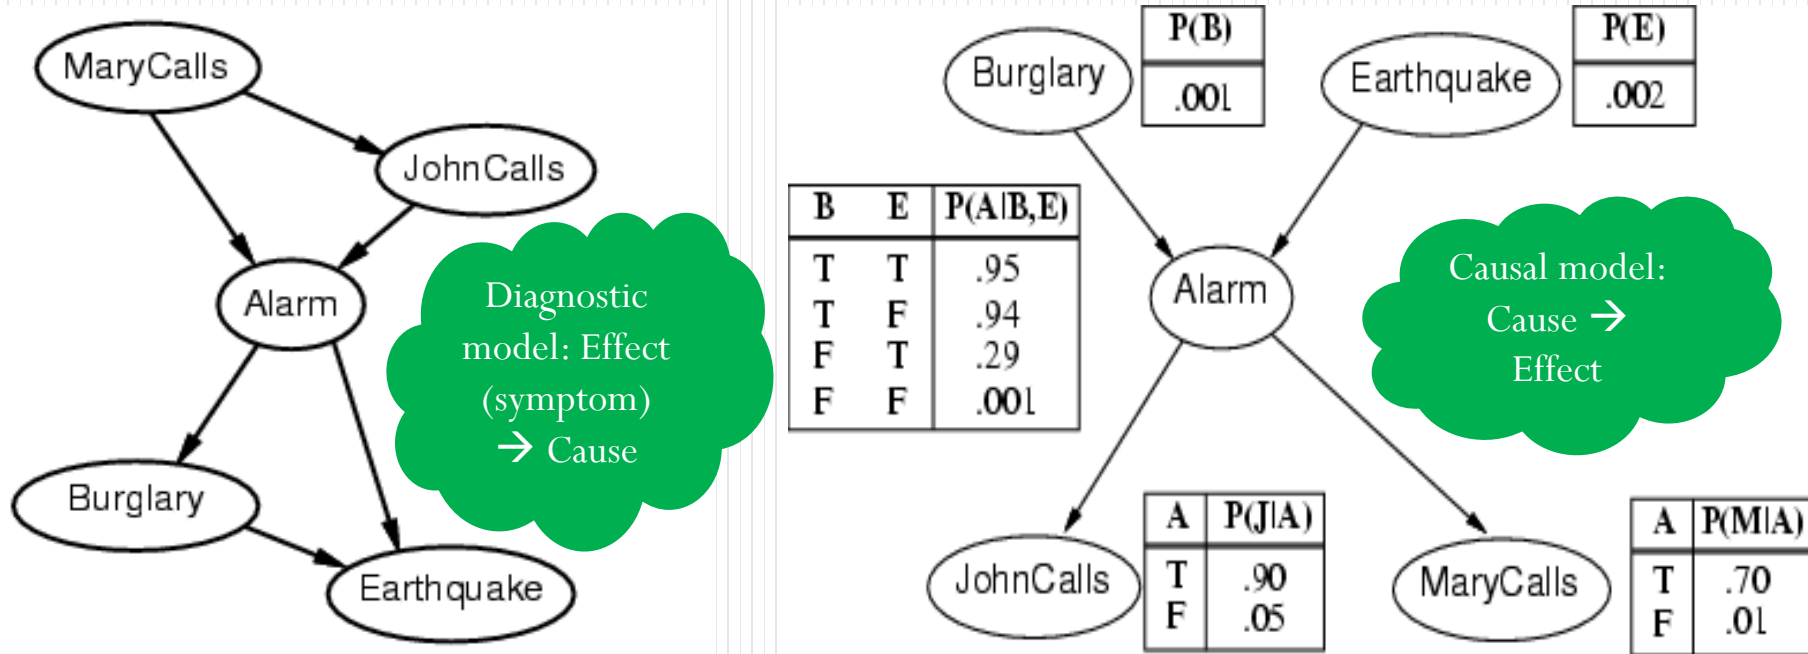 MaryCalls
JohnCalls
Alarm
Burglary
Earthquake
Diagnostic
model: Effect
(symptom)
→ Cause
Burglary
P(B)
.001
Earthquake
P(E)
.002
B E P(A|B,E)
T T .95
T F .94
F T .29
F F .001
Alarm
Causal model:
Cause →
Effect
JohnCalls
A P(J|A)
T .90
F .05
MaryCalls
A P(M|A)
T .70
F .01